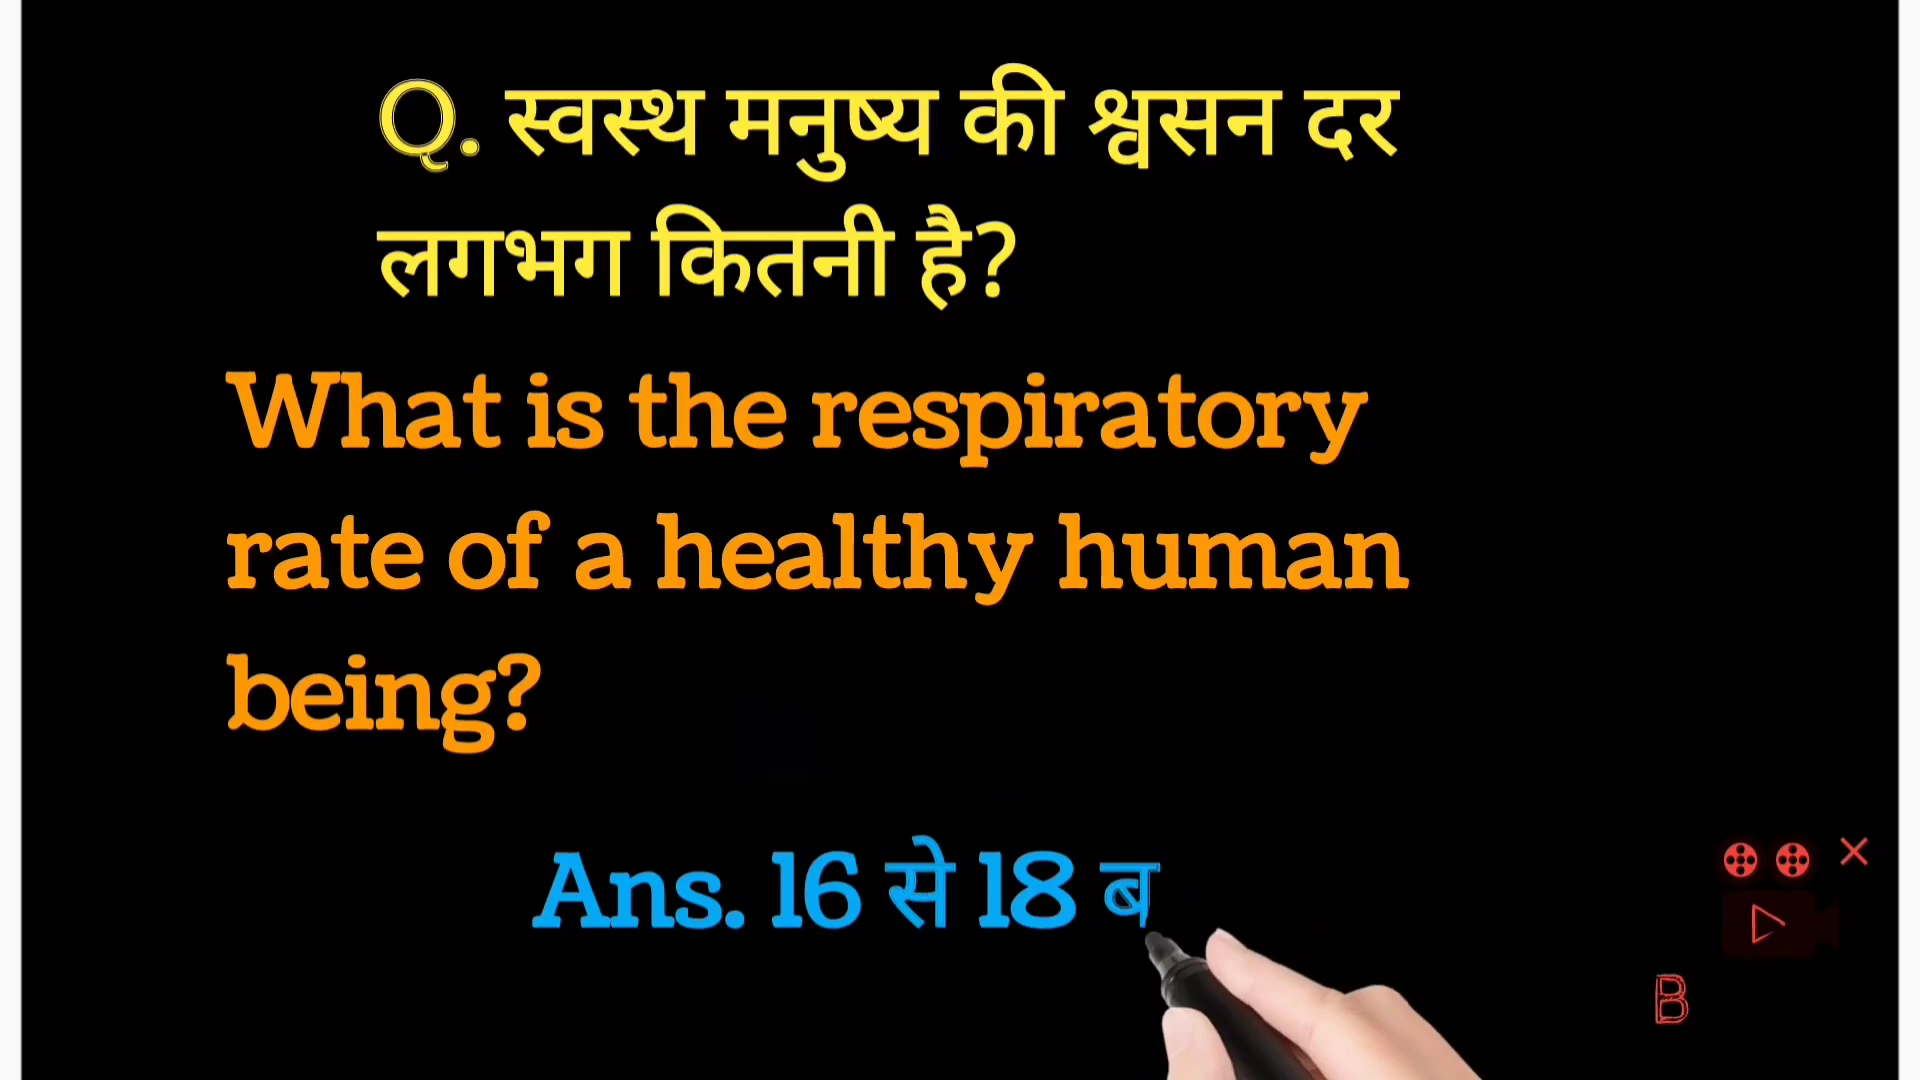 Q. स्वस्थ मनुष्य की श्वसन दर
लगभग कितनी है?
What is the respiratory
rate of a healthy human
being?
Ans. 16 से 18 ब
B